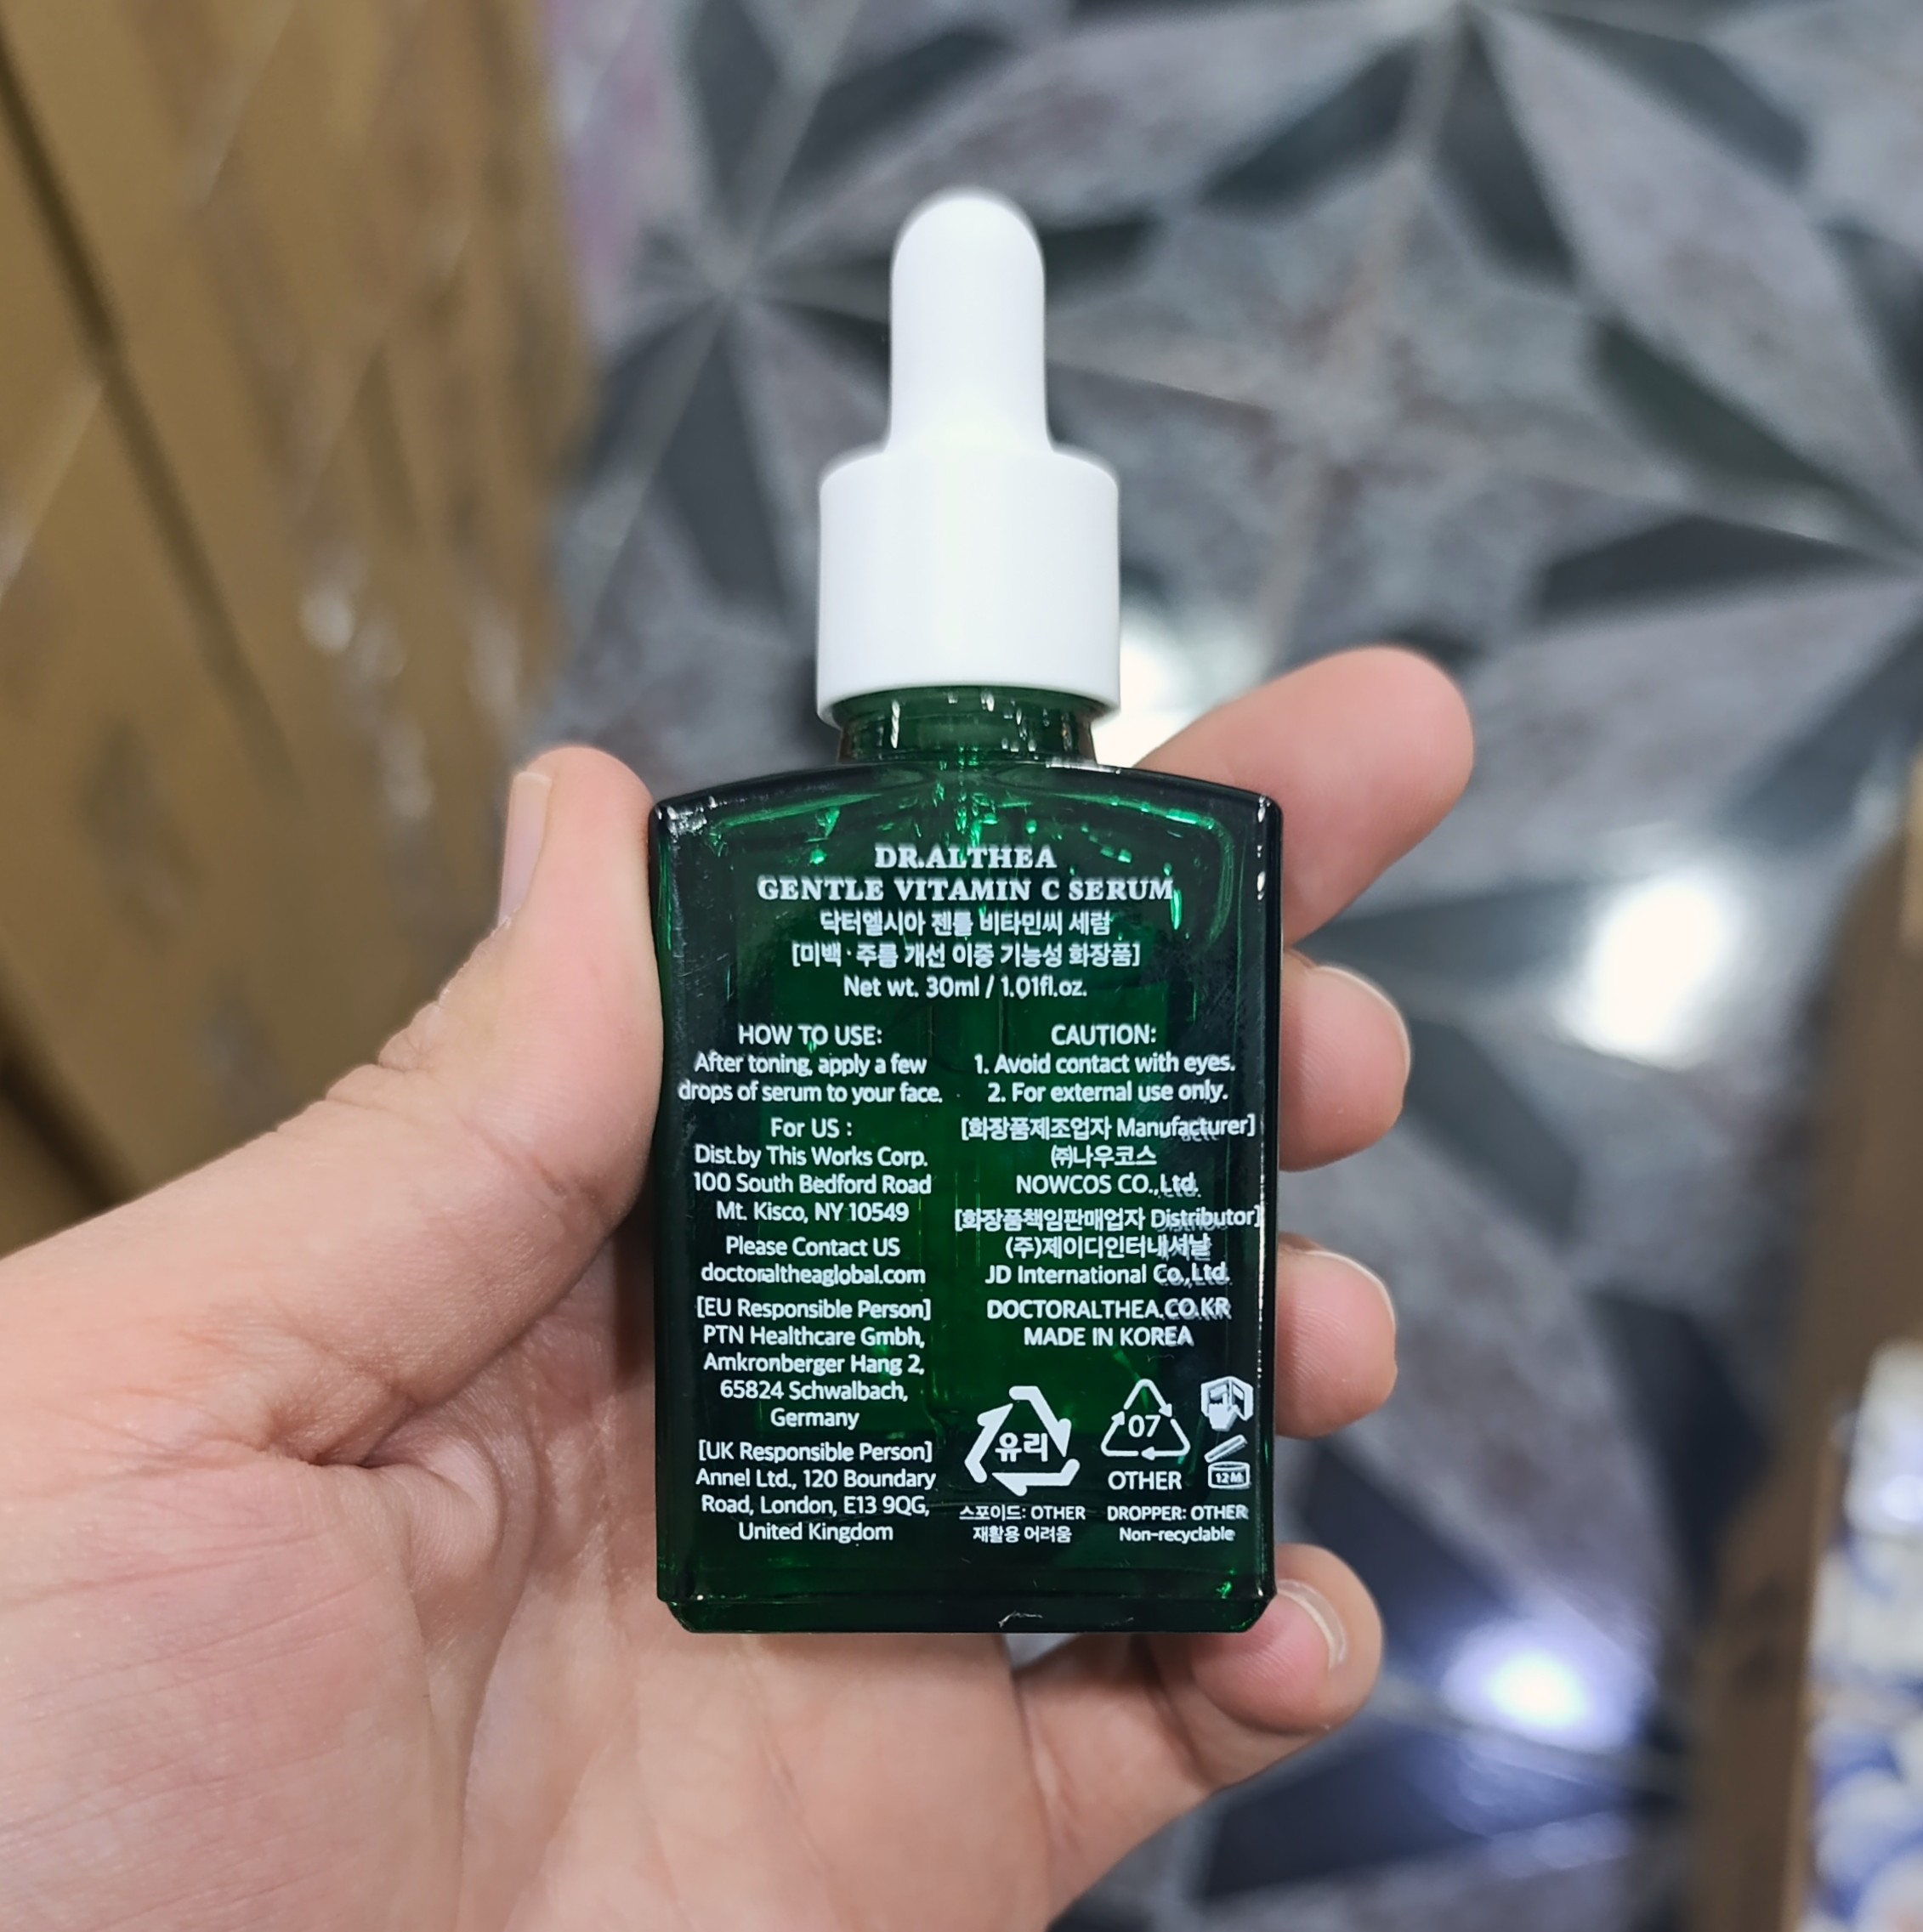 DR.ALTHEA
GENTLE VITAMIN C SERUM
닥터엘시아 젠틀 비타민씨 세럼
[미백·주름 개선 이중 기능성 화장품]
Net wt. 30ml / 1.01fl.oz.
HOW TO USE:
After toning, apply a few
drops of serum to your face.
For US :
Dist.by This Works Corp.
100 South Bedford Road
Mt. Kisco, NY 10549
Please Contact US
doctoraltheaglobal.com
[EU Responsible Person]
PTN Healthcare Gmbh,
Amkronberger Hang 2,
65824 Schwalbach,
Germany
[UK Responsible Person]
Annel Ltd., 120 Boundary
Road, London, E13 9QG,
United Kingdom
CAUTION:
1. Avoid contact with eyes.
2. For external use only.
[화장품제조업자 Manufacturer]
㈜나우코스
NOWCOS CO.,Ltd.
[화장품책임판매업자 Distributor]
(주)제이디인터내셔날
JD International Co.,Ltd.
DOCTORALTHEA.CO.KR
MADE IN KOREA
유리
스포이드: OTHER
재활용 어려움
07
OTHER
DROPPER: OTHER
Non-recyclable
12 M